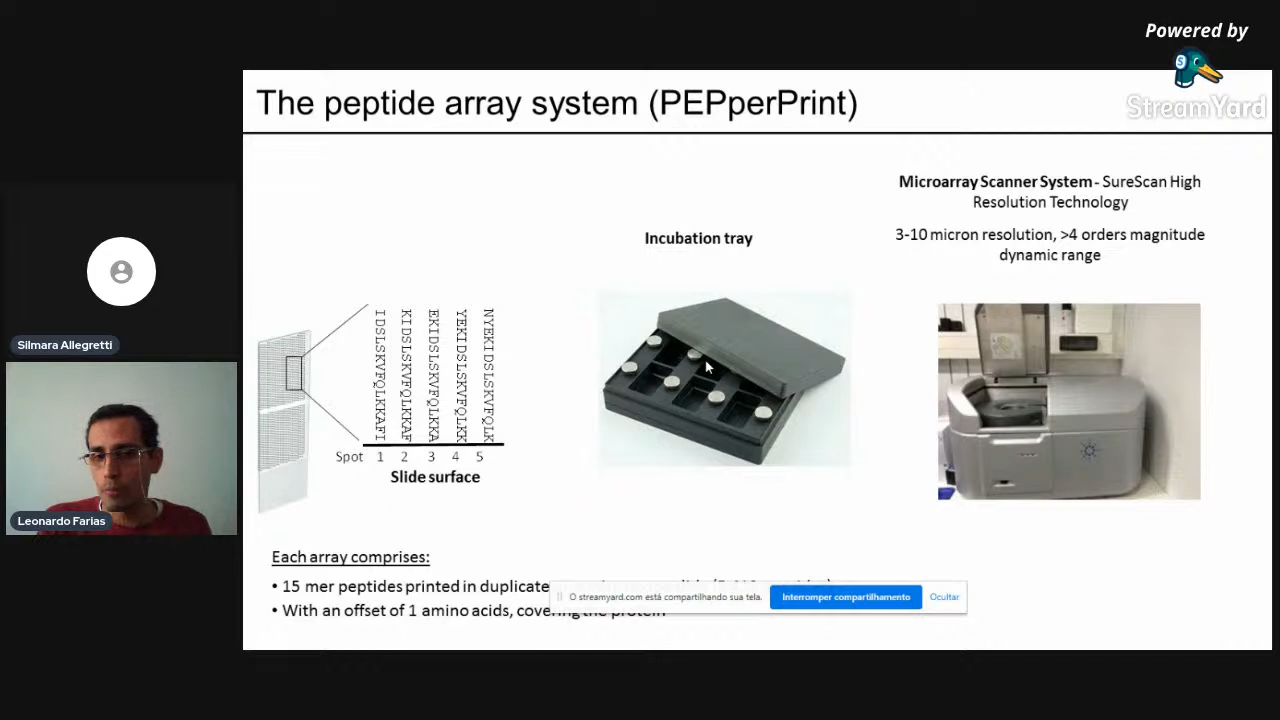 Powered by
StreamYard
The peptide array system (PEPperPrint)
Microarray Scanner System - SureScan High
Resolution Technology
3-10 micron resolution, >4 orders magnitude
dynamic range
Incubation tray
IDSLSKVFQLKKAFI
KIDSLSKVFQLKKAF
EKIDSLSKVFQLKKA
YEKIDSLSKVFQLKK
NYEKIDSLSKVFQLK
Spot 1 2 3 4 5
Slide surface
Silmara Allegretti
Leonardo Farias
Each array comprises:
• 15 mer peptides printed in duplicate
• With an offset of 1 amino acids, covering the protein
O streamyard.com está compartilhando sua tela.
Interromper compartilhamento
Ocultar